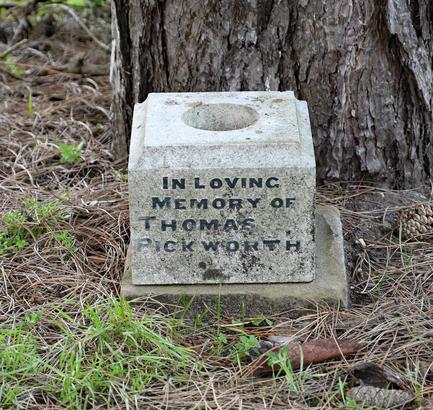 IN LOVING
MEMORY OF
THOMAS
PICKWORTH